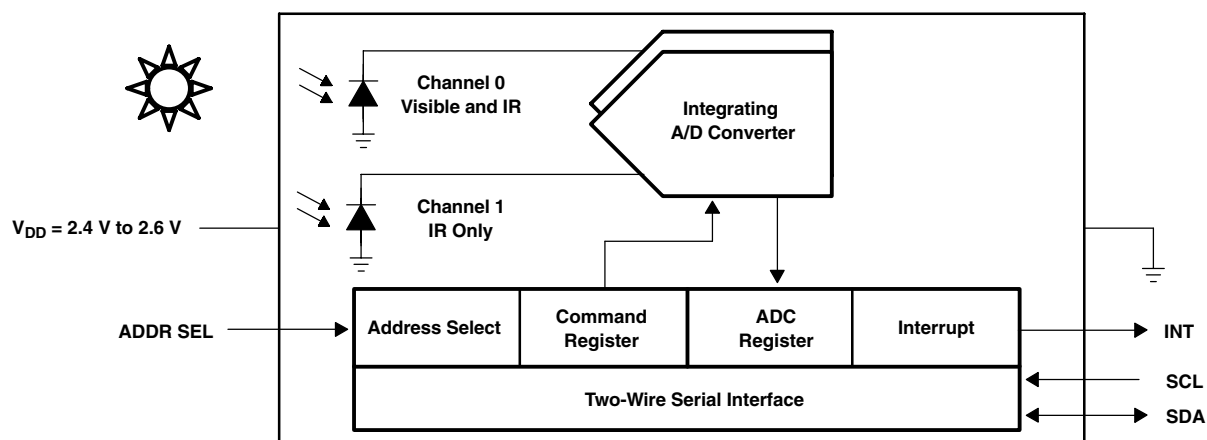 Channel 0
Visible and IR
Integrating
A/D Converter
Channel 1
IR Only
VDD = 2.4 V to 2.6 V
ADDR SEL
Address Select
Command
Register
ADC
Register
Interrupt
INT
Two-Wire Serial Interface
SCL
SDA